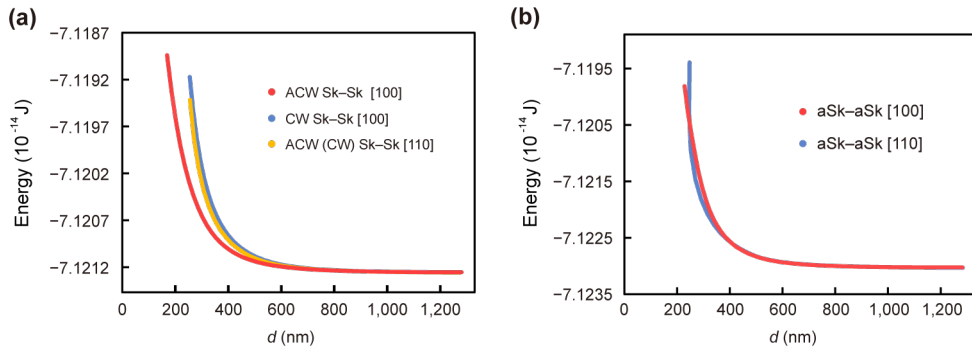 (a)
Energy (10⁻¹⁴ J)
−7.1187
−7.1192
−7.1197
−7.1202
−7.1207
−7.1212
0 200 400 600 800 1,000 1,200
d (nm)
ACW Sk–Sk [100]
CW Sk–Sk [100]
ACW (CW) Sk–Sk [110]
(b)
Energy (10⁻¹⁴ J)
−7.1195
−7.1205
−7.1215
−7.1225
−7.1235
0 200 400 600 800 1,000 1,200
d (nm)
aSk–aSk [100]
aSk–aSk [110]